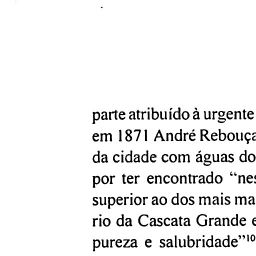 parte atribuído à urgente
em 1871 André Rebouça
da cidade com águas do
por ter encontrado “nes
superior ao dos mais ma
rio da Cascata Grande e
pureza e salubridade”¹⁰